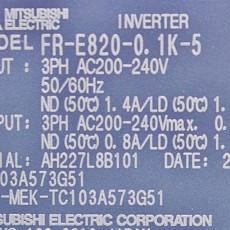 MITSUBISHI
ELECTRIC INVERTER
DEL FR-E820-0.1K-5
UT : 3PH AC200-240V
50/60Hz
ND (50℃) 1.4A/LD (50℃) 1.
PUT: 3PH AC200-240Vmax. 0.
ND (50℃) 0.8A/LD (50℃) 1.
IAL: AH227L8B101 DATE: 2
03A573G51
-MEK-TC103A573G51
SUBISHI ELECTRIC CORPORATION